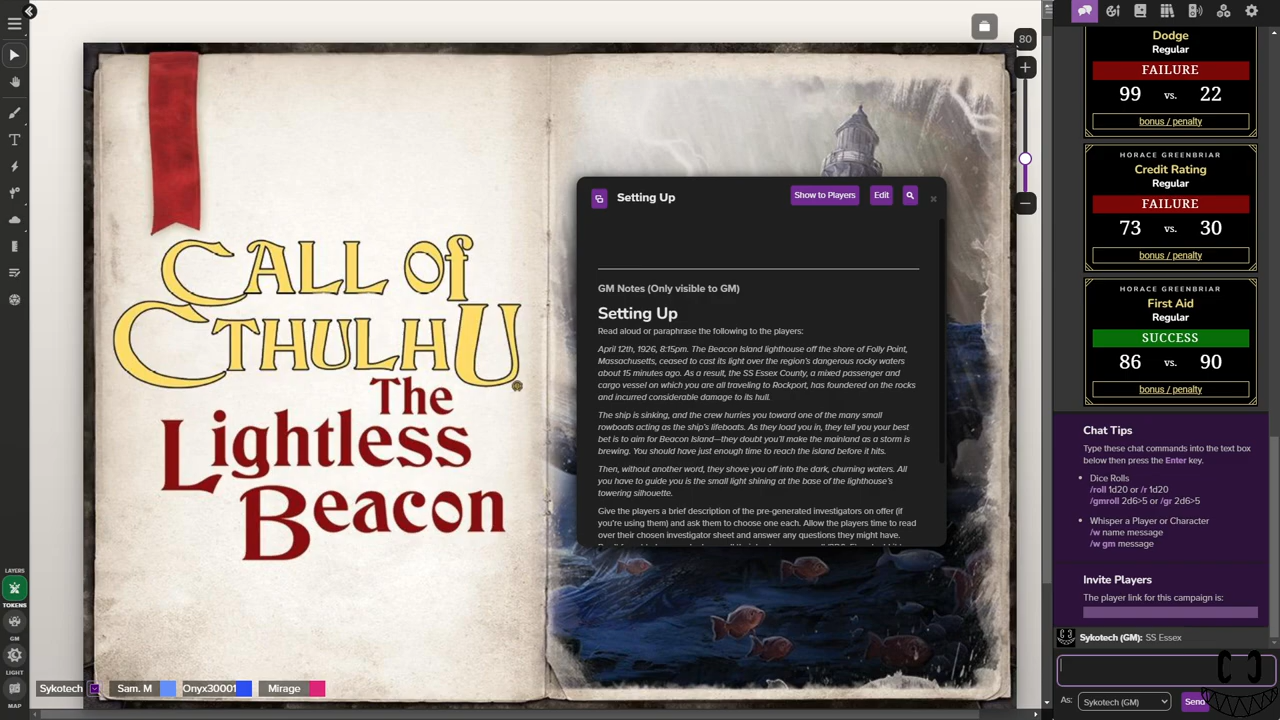 CALL of
CTHULHU
The
Lightless
Beacon
80
Setting Up
Show to Players
Edit
GM Notes (Only visible to GM)
Setting Up
Read aloud or paraphrase the following to the players:
April 12th, 1926, 8:15pm. The Beacon Island lighthouse off the shore of Folly Point,
Massachusetts, ceased to cast its light over the region's dangerous rocky waters
about 15 minutes ago. As a result, the SS Essex County, a mixed passenger and
cargo vessel on which you are all traveling to Rockport, has foundered on the rocks
and incurred considerable damage to its hull.
The ship is sinking, and the crew hurries you toward one of the many small
rowboats acting as the ship's lifeboats. As they load you in, they tell you your best
bet is to aim for Beacon Island—they doubt you'll make the mainland as a storm is
brewing. You should have just enough time to reach the island before it hits.
Then, without another word, they shove you off into the dark, churning waters. All
you have to guide you is the small light shining at the base of the lighthouse's
towering silhouette.
Give the players a brief description of the pre-generated investigators on offer (if
you're using them) and ask them to choose one each. Allow the players time to read
over their chosen investigator sheet and answer any questions they might have.
LAYERS
TOKENS
GM
LIGHT
MAP
Sykotech
Sam. M
Onyx30001
Mirage
Dodge
Regular
FAILURE
99 vs. 22
bonus / penalty
HORACE GREENBRIAR
Credit Rating
Regular
FAILURE
73 vs. 30
bonus / penalty
HORACE GREENBRIAR
First Aid
Regular
SUCCESS
86 vs. 90
bonus / penalty
Chat Tips
Type these chat commands into the text box
below then press the Enter key.
Dice Rolls
/roll 1d20 or /r 1d20
/gmroll 2d6>5 or /gr 2d6>5
Whisper a Player or Character
/w name message
/w gm message
Invite Players
The player link for this campaign is:
Sykotech (GM): SS Essex
As: Sykotech (GM)
Send